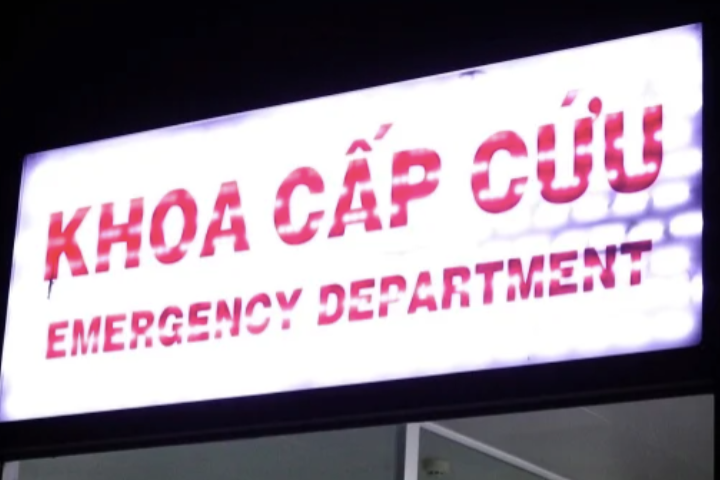 KHOA CẤP CỨU
EMERGENCY DEPARTMENT